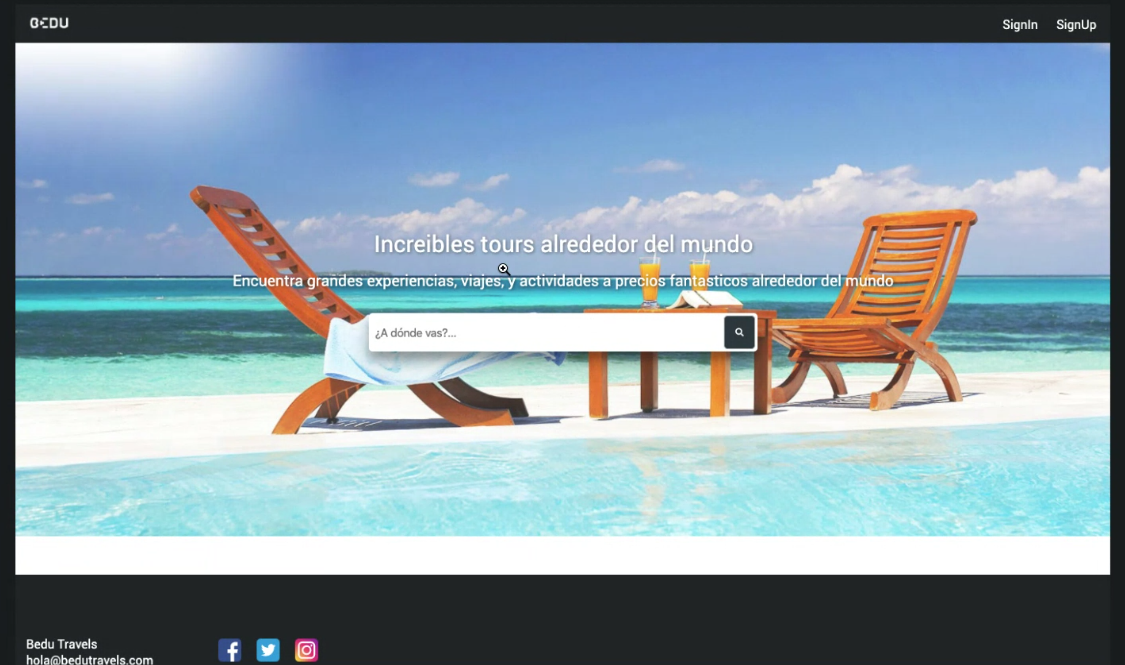 BEDU
SignIn SignUp
Increibles tours alrededor del mundo
Encuentra grandes experiencias, viajes, y actividades a precios fantasticos alrededor del mundo
¿A dónde vas?...
Bedu Travels
hola@bedutravels.com